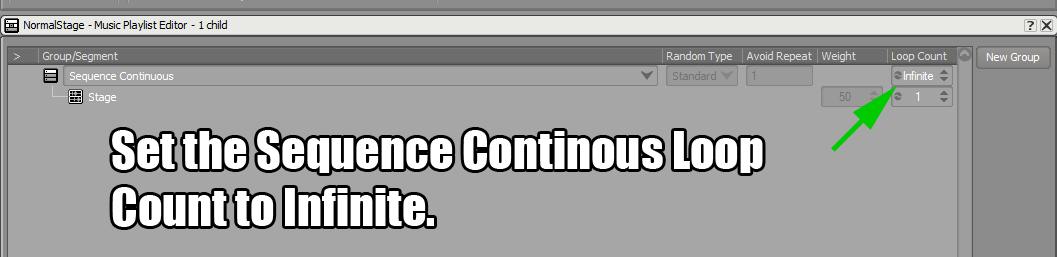 NormalStage - Music Playlist Editor - 1 child
? X
> Group/Segment Random Type Avoid Repeat Weight Loop Count New Group
Sequence Continuous Standard 1 Infinite
Stage 50 1
Set the Sequence Continous Loop
Count to Infinite.